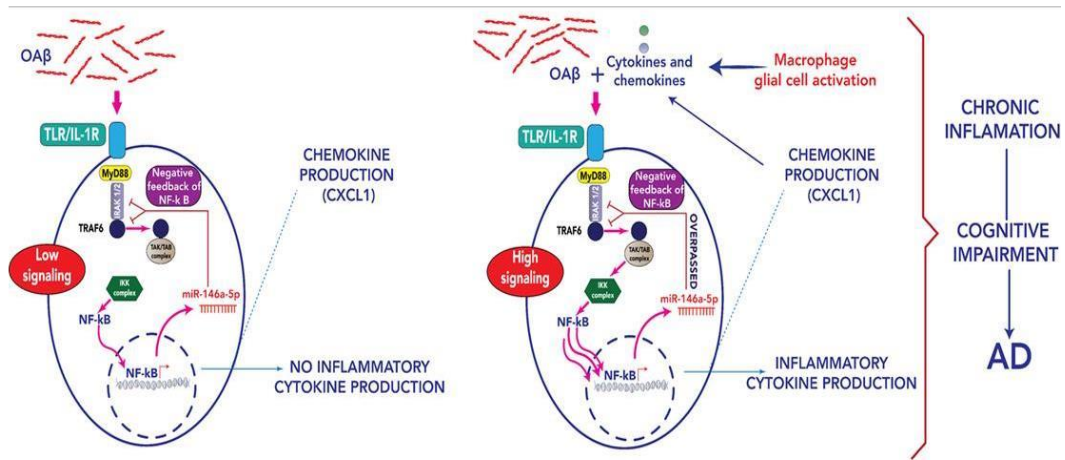 OAβ
TLR/IL-1R
MyD88
IRAK 1/2
TRAF6
Negative
feedback of
NF-k B
TAK/TAB
complex
Low
signaling
IKK
complex
NF-kB
miR-146a-5p
NF-kB
CHEMOKINE
PRODUCTION
(CXCL1)
NO INFLAMMATORY
CYTOKINE PRODUCTION
OAβ +
Cytokines and
chemokines
Macrophage
glial cell activation
TLR/IL-1R
MyD88
IRAK 1/2
TRAF6
Negative
feedback of
NF-kB
TAK/TAB
complex
OVERPASSED
High
signaling
IKK
complex
NF-kB
miR-146a-5p
NF-kB
CHEMOKINE
PRODUCTION
(CXCL1)
INFLAMMATORY
CYTOKINE PRODUCTION
CHRONIC
INFLAMATION
COGNITIVE
IMPAIRMENT
AD